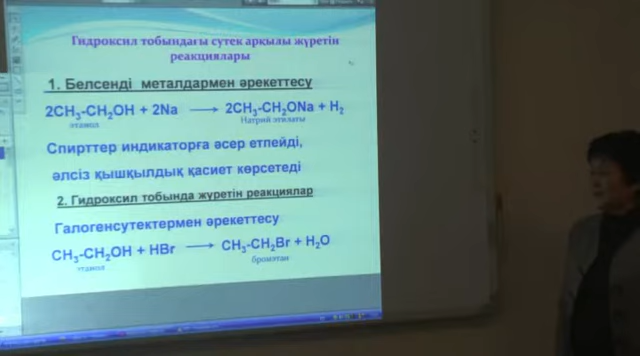 Гидроксил тобындағы сутек арқылы жүретін
реакциялары
1. Белсенді металдармен әрекеттесу
2CH₃-CH₂OH + 2Na ⟶ 2CH₃-CH₂ONa + H₂
этанол Натрий этилаты
Спирттер индикаторға әсер етпейді,
әлсіз қышқылдық қасиет көрсетеді
2. Гидроксил тобында жүретін реакциялар
Галогенсутектермен әрекеттесу
CH₃-CH₂OH + HBr ⟶ CH₃-CH₂Br + H₂O
этанол бромэтан